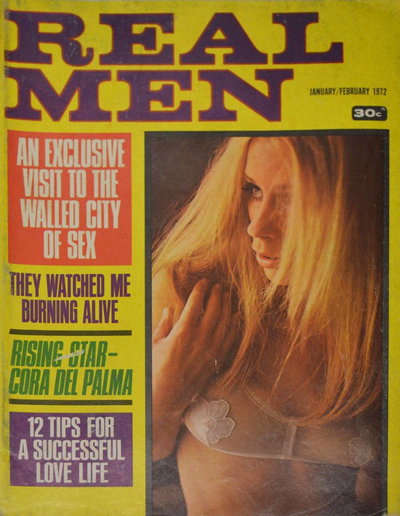 REAL
MEN
JANUARY/FEBRUARY 1972
30c
AN EXCLUSIVE
VISIT TO THE
WALLED CITY
OF SEX
THEY WATCHED ME
BURNING ALIVE
RISING STAR-
CORA DEL PALMA
12 TIPS FOR
A SUCCESSFUL
LOVE LIFE